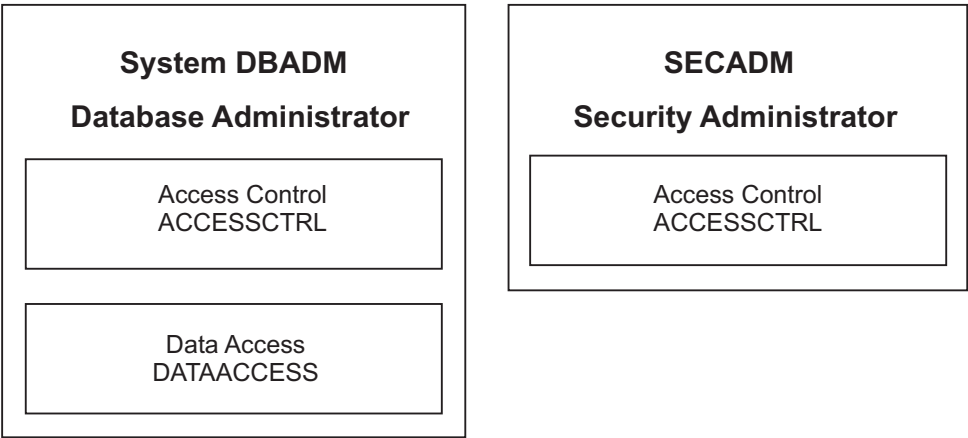 System DBADM
Database Administrator
Access Control
ACCESSCTRL
Data Access
DATAACCESS
SECADM
Security Administrator
Access Control
ACCESSCTRL